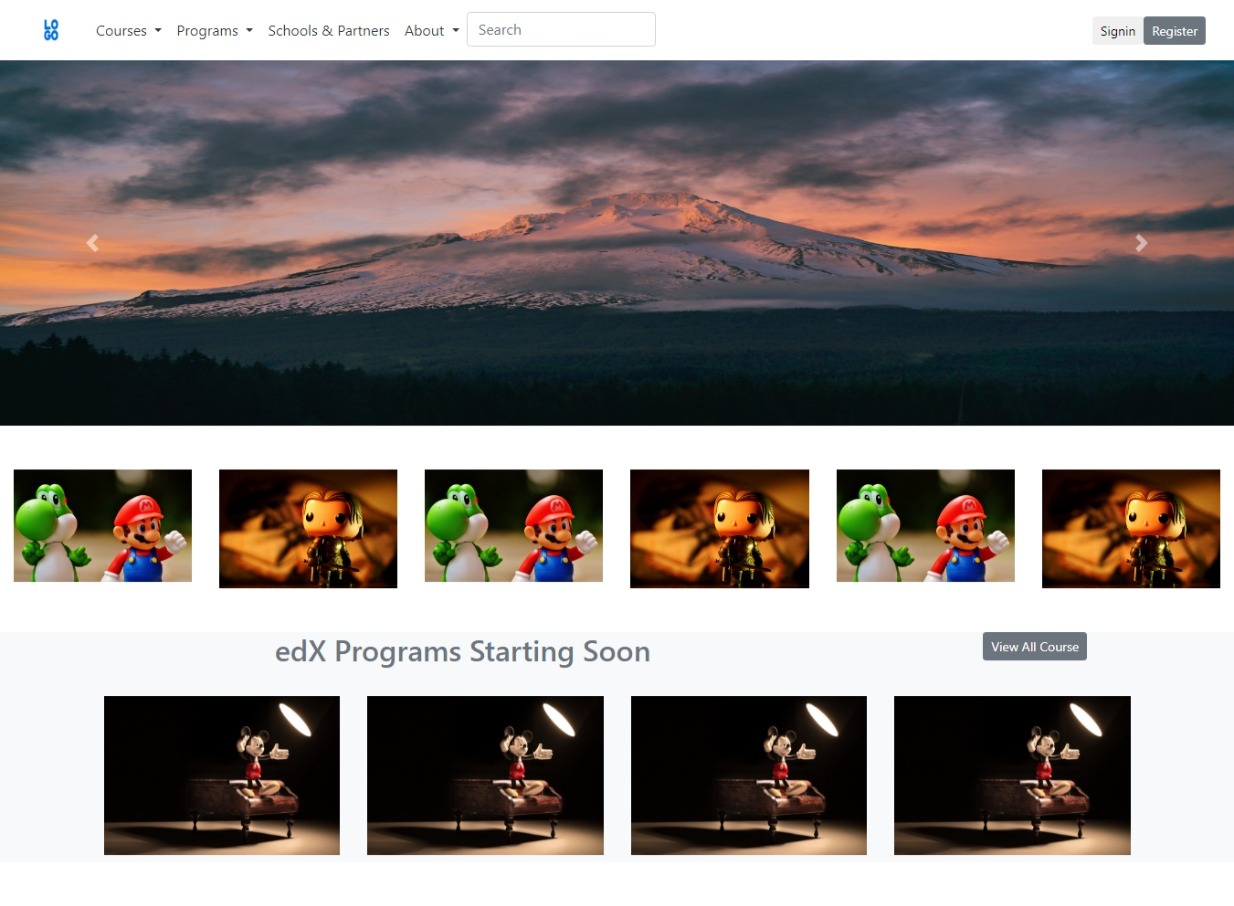 LO
GO
Courses Programs Schools & Partners About Search Signin Register
edX Programs Starting Soon View All Course